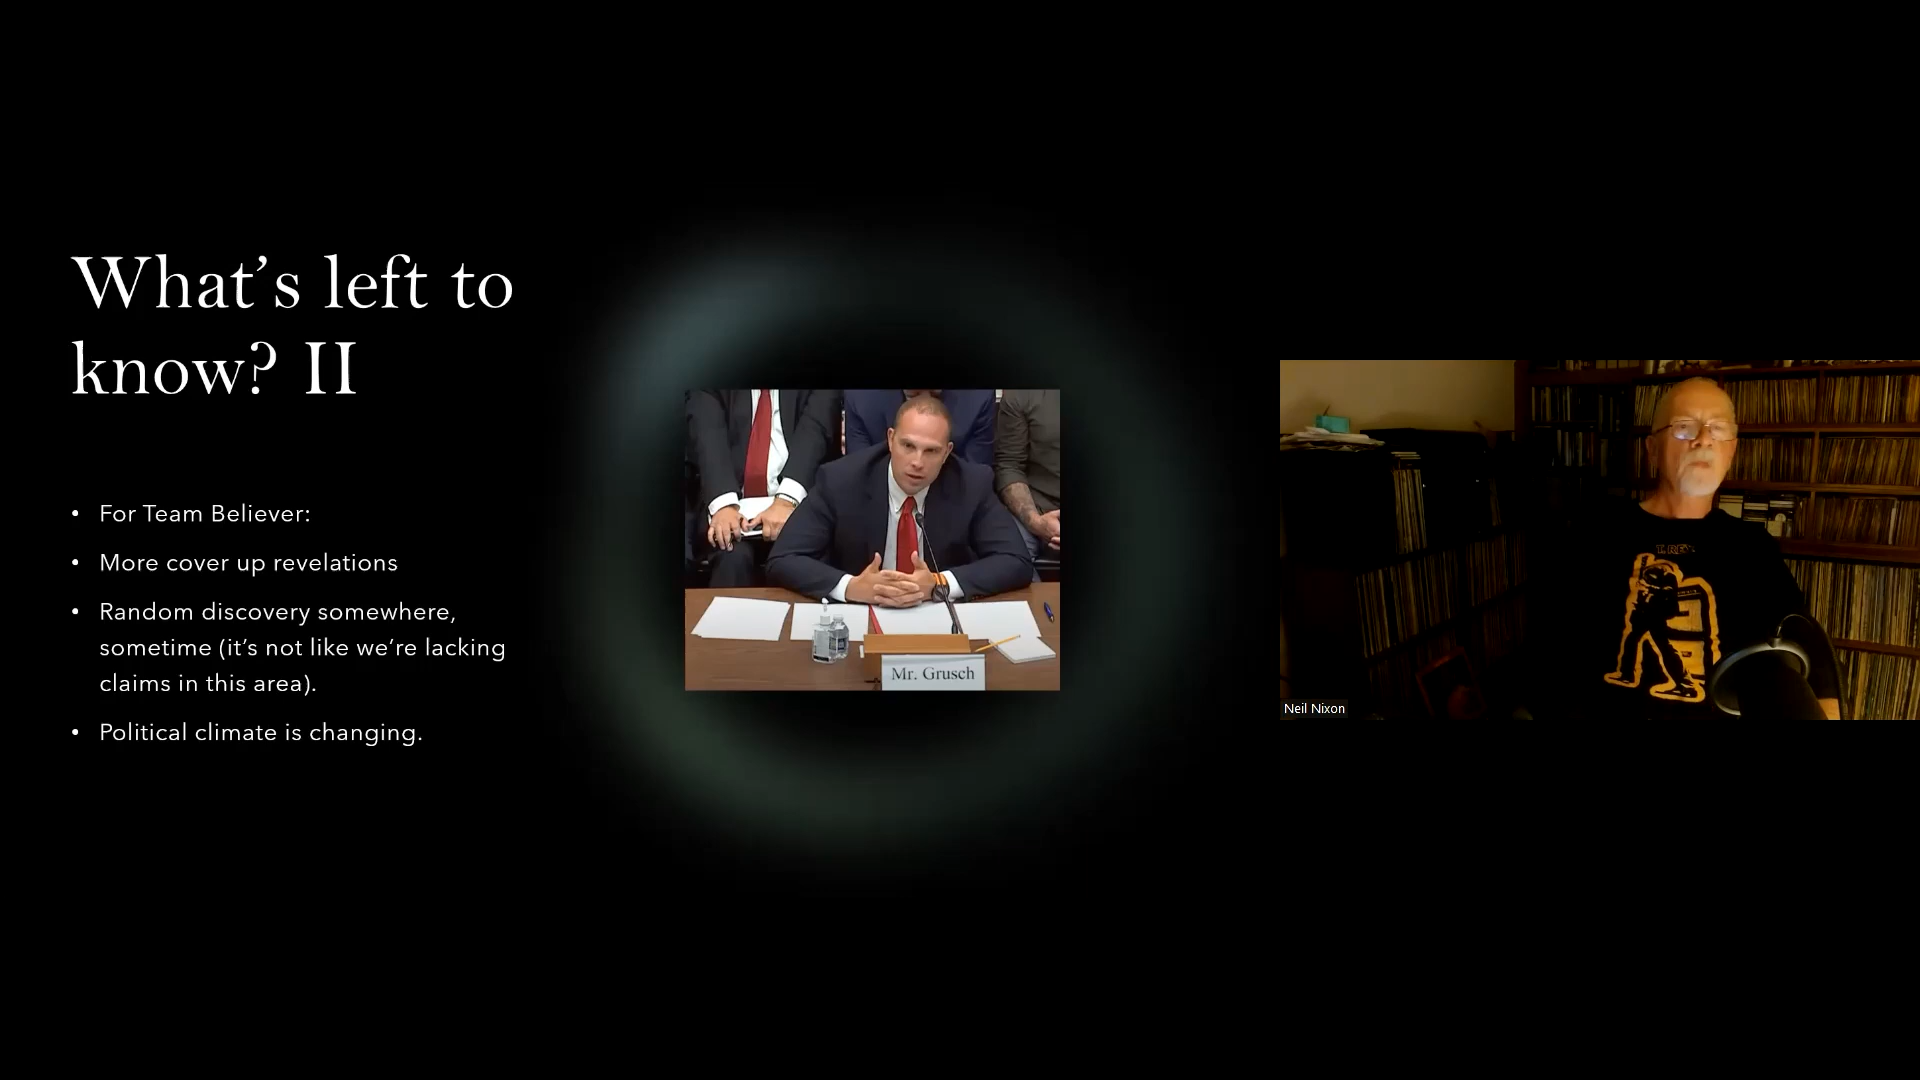 What’s left to
know? II
• For Team Believer:
• More cover up revelations
• Random discovery somewhere,
sometime (it’s not like we’re lacking
claims in this area).
• Political climate is changing.
Mr. Grusch
Neil Nixon